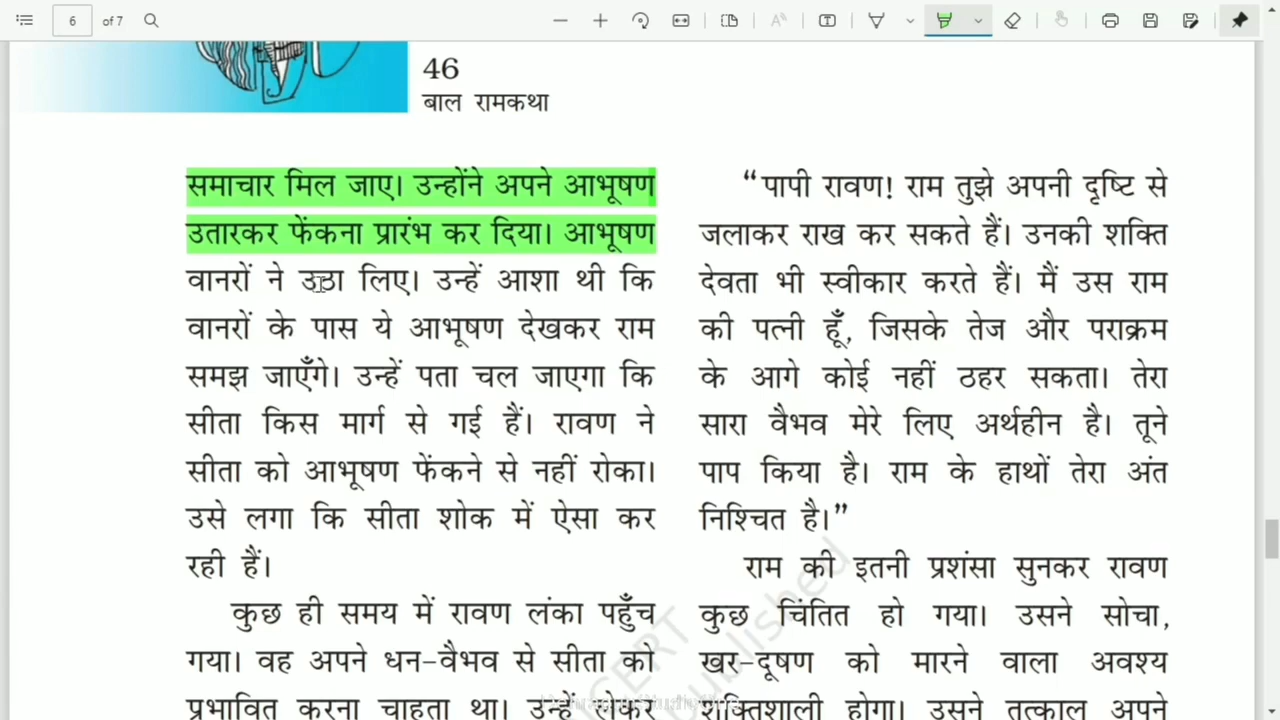 6
of 7
46
बाल रामकथा
समाचार मिल जाए। उन्होंने अपने आभूषण
उतारकर फेंकना प्रारंभ कर दिया। आभूषण
वानरों ने उठा लिए। उन्हें आशा थी कि
वानरों के पास ये आभूषण देखकर राम
समझ जाएँगे। उन्हें पता चल जाएगा कि
सीता किस मार्ग से गई हैं। रावण ने
सीता को आभूषण फेंकने से नहीं रोका।
उसे लगा कि सीता शोक में ऐसा कर
रही हैं।
कुछ ही समय में रावण लंका पहुँच
गया। वह अपने धन-वैभव से सीता को
प्रभावित करना चाहता था। उन्हें लेकर
“पापी रावण! राम तुझे अपनी दृष्टि से
जलाकर राख कर सकते हैं। उनकी शक्ति
देवता भी स्वीकार करते हैं। मैं उस राम
की पत्नी हूँ, जिसके तेज और पराक्रम
के आगे कोई नहीं ठहर सकता। तेरा
सारा वैभव मेरे लिए अर्थहीन है। तूने
पाप किया है। राम के हाथों तेरा अंत
निश्चित है।”
राम की इतनी प्रशंसा सुनकर रावण
कुछ चिंतित हो गया। उसने सोचा,
खर-दूषण को मारने वाला अवश्य
शक्तिशाली होगा। उसने तत्काल अपने
NCERT
published